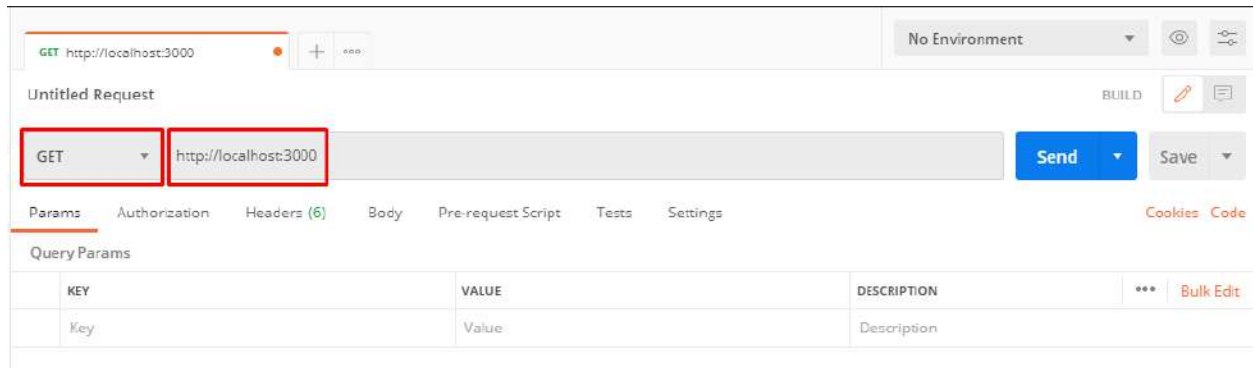 GET http://localhost:3000
No Environment
Untitled Request
BUILD
GET http://localhost:3000 Send Save
Params Authorization Headers (6) Body Pre-request Script Tests Settings Cookies Code
Query Params
KEY VALUE DESCRIPTION Bulk Edit
Key Value Description